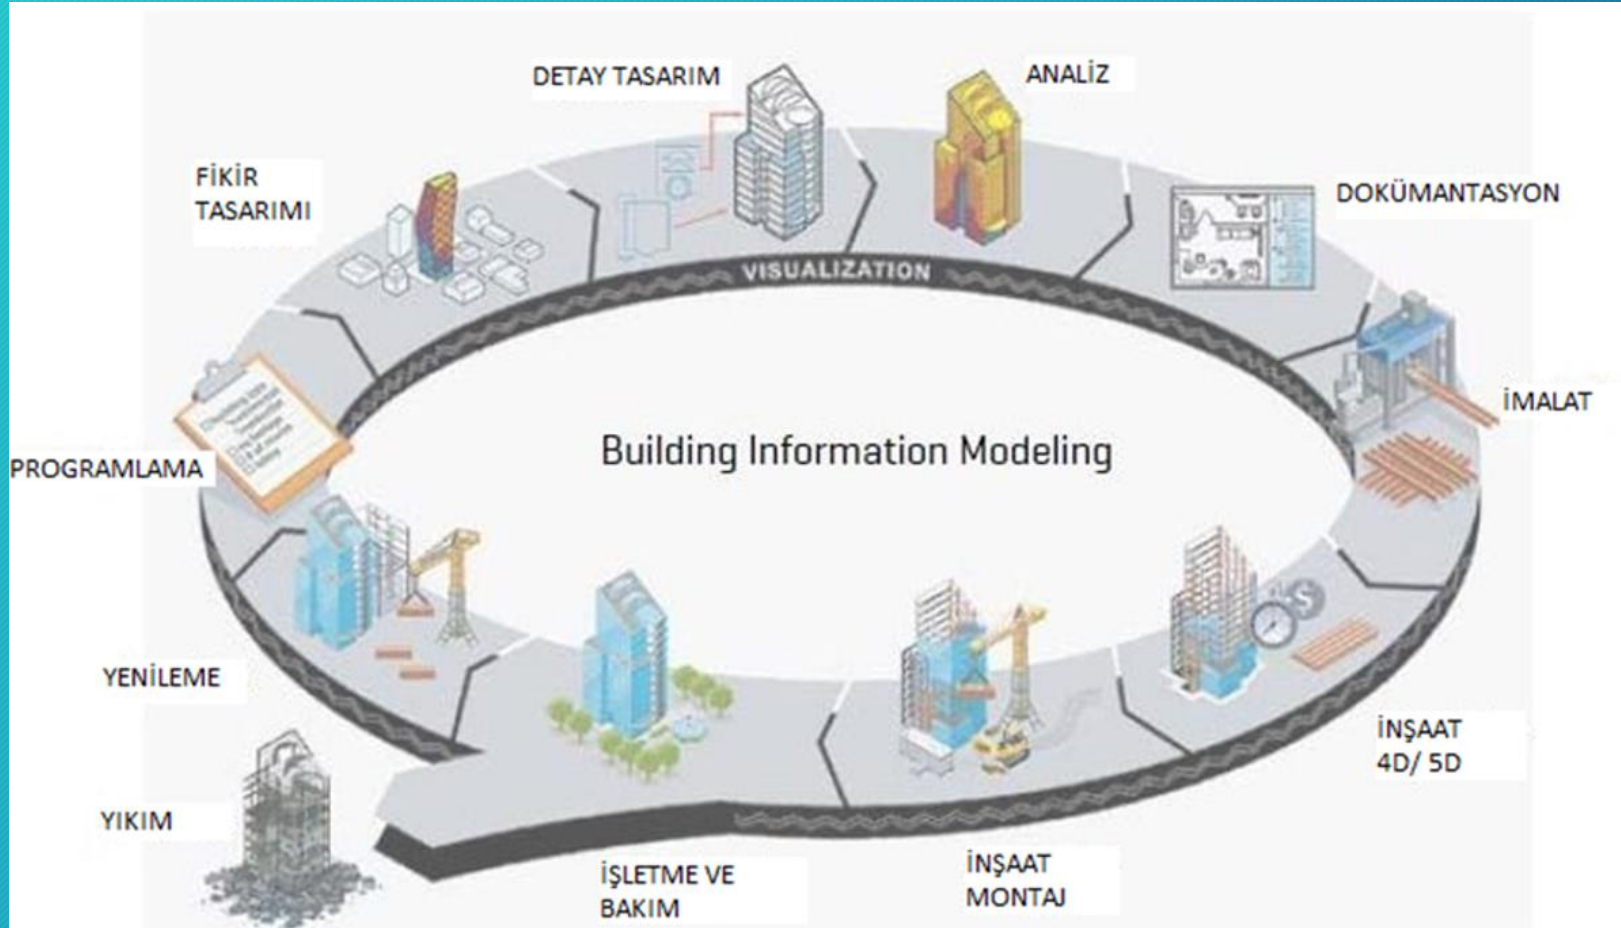 DETAY TASARIM
ANALİZ
FİKİR
TASARIMI
DOKÜMANTASYON
VISUALIZATION
İMALAT
Building Information Modeling
PROGRAMLAMA
YENİLEME
İNŞAAT
4D/ 5D
YIKIM
İŞLETME VE
BAKIM
İNŞAAT
MONTAJ